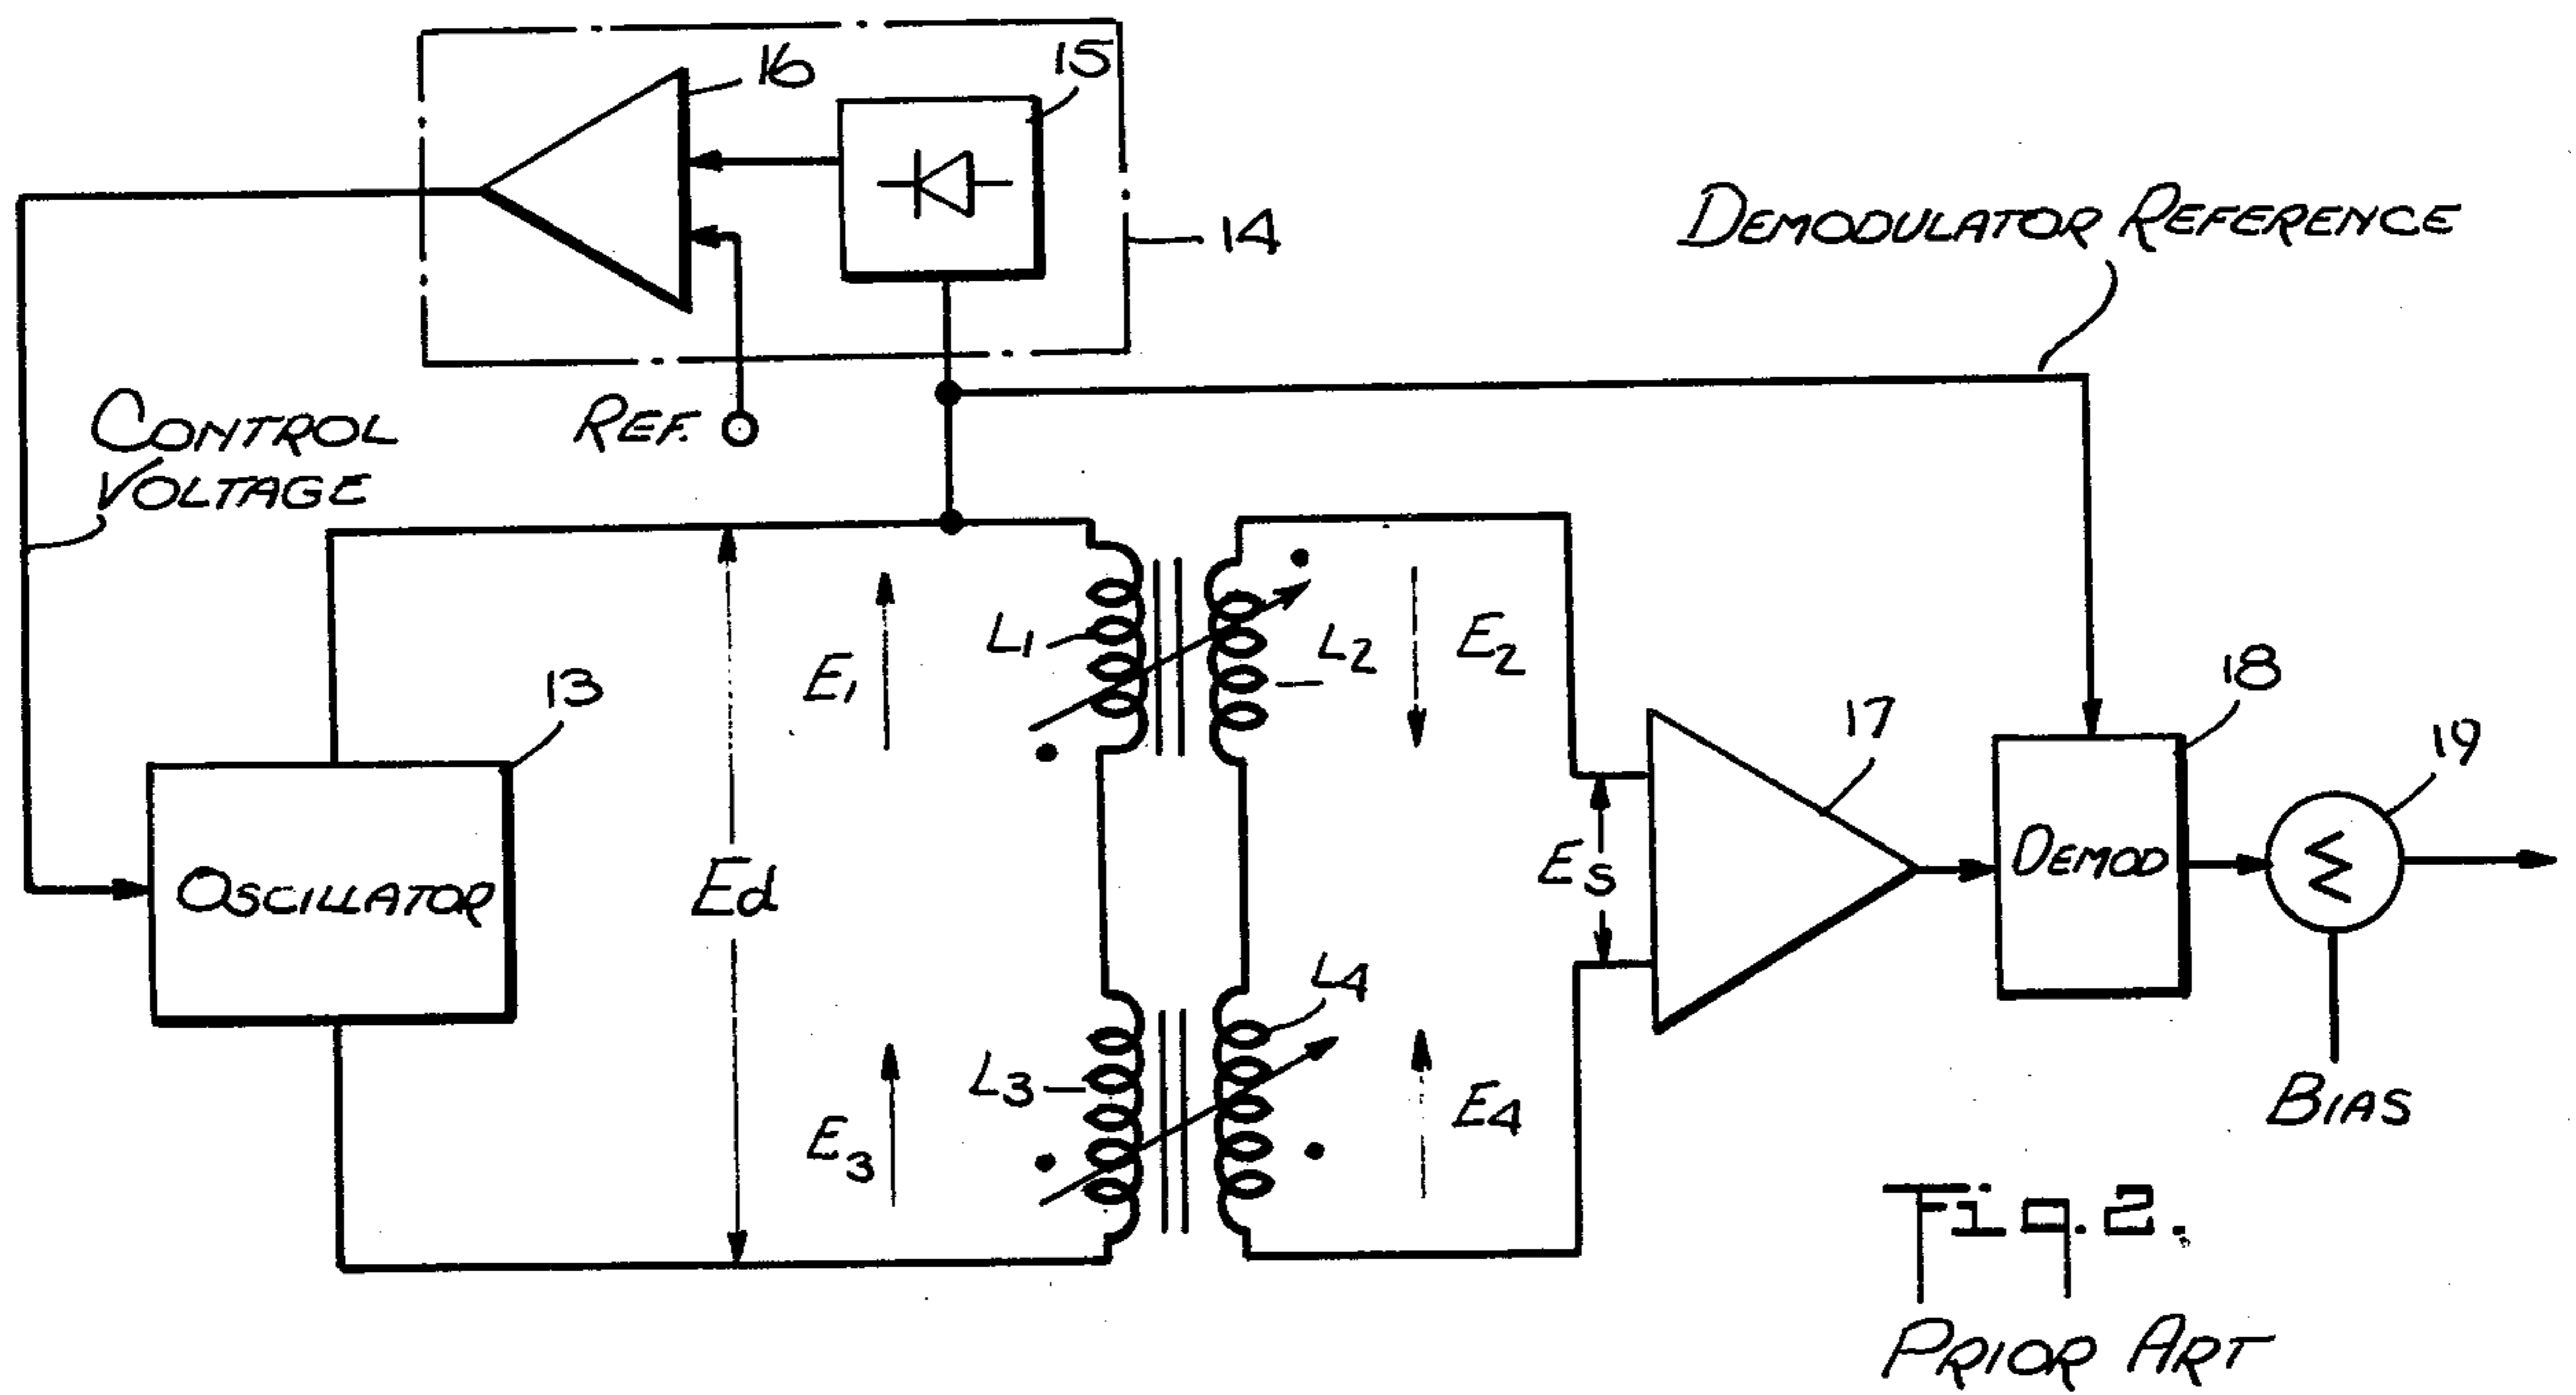 16
15
14
DEMODULATOR REFERENCE
CONTROL
VOLTAGE
REF.
E1
L1
L2
E2
13
17
18
19
OSCILLATOR
Ed
Es
DEMOD
L3
L4
E3
E4
BIAS
Fig. 2.
PRIOR ART